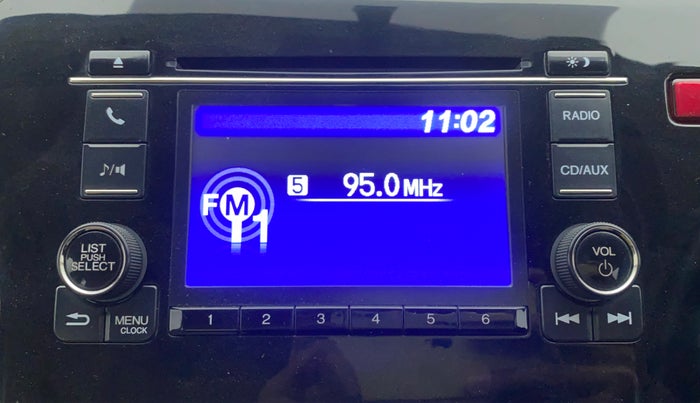 11:02
RADIO
CD/AUX
5 95.0 MHz
FM
1
LIST
PUSH
SELECT
VOL
MENU
CLOCK
1 2 3 4 5 6